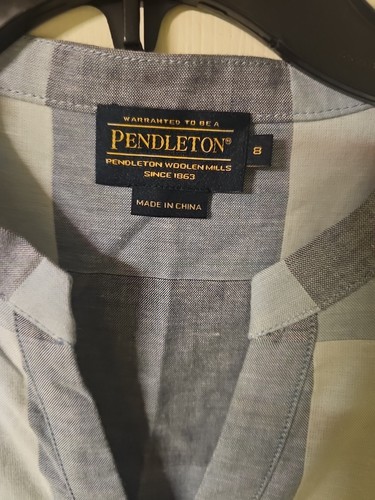 WARRANTED TO BE A
PENDLETON®
PENDLETON WOOLEN MILLS
SINCE 1863
8
MADE IN CHINA